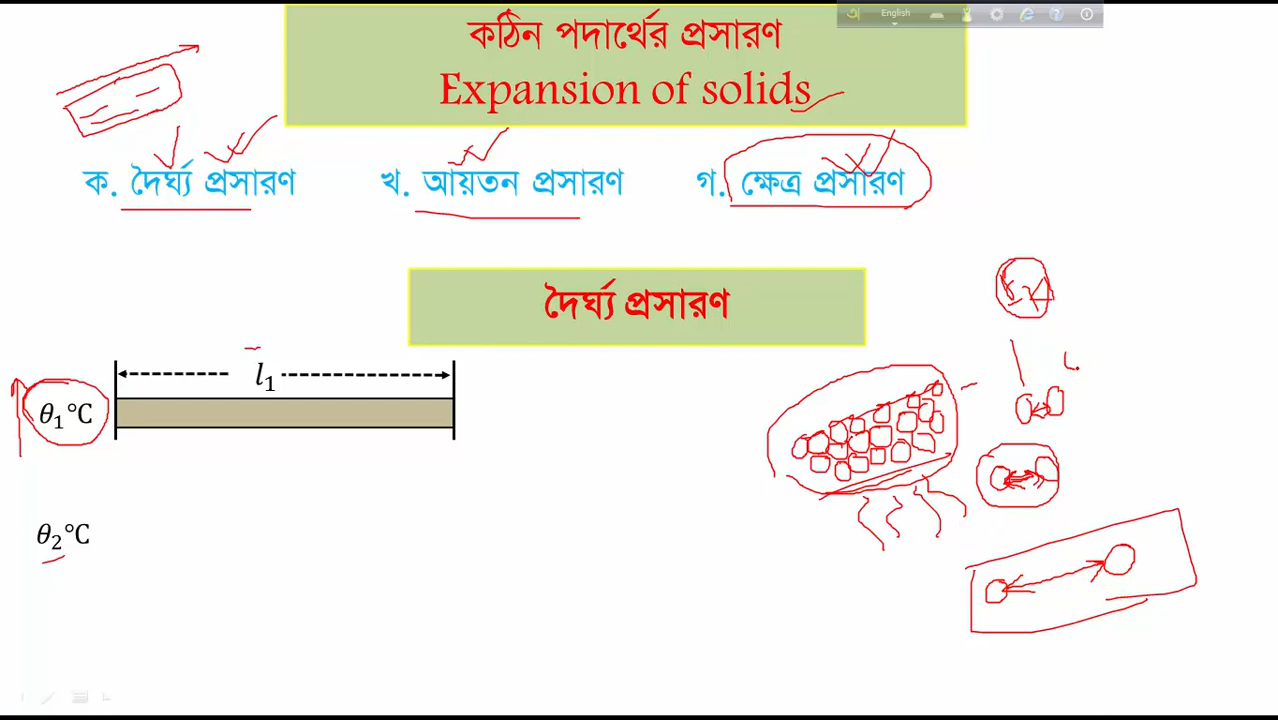 English
কঠিন পদার্থের প্রসারণ
Expansion of solids
ক. দৈর্ঘ্য প্রসারণ খ. আয়তন প্রসারণ গ. ক্ষেত্র প্রসারণ
দৈর্ঘ্য প্রসারণ
l₁
θ₁°C
θ₂°C